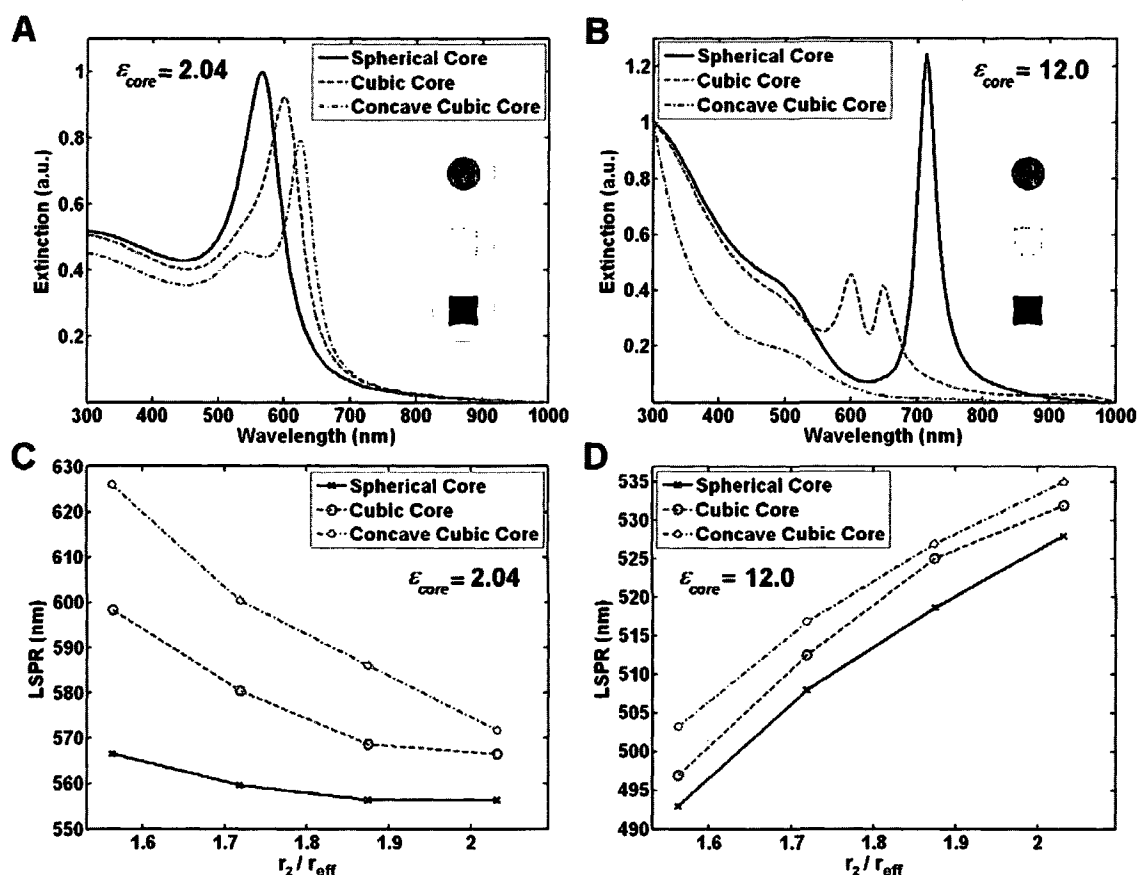 A
ε_core = 2.04
Spherical Core
Cubic Core
Concave Cubic Core
Extinction (a.u.)
1
0.8
0.6
0.4
0.2
300 400 500 600 700 800 900 1000
Wavelength (nm)
B
Spherical Core
Cubic Core
Concave Cubic Core
ε_core = 12.0
Extinction (a.u.)
1.2
1.0
0.8
0.6
0.4
0.2
300 400 500 600 700 800 900 1000
Wavelength (nm)
C
Spherical Core
Cubic Core
Concave Cubic Core
ε_core = 2.04
LSPR (nm)
630
620
610
600
590
580
570
560
550
1.6 1.7 1.8 1.9 2
r2 / reff
D
Spherical Core
Cubic Core
Concave Cubic Core
ε_core = 12.0
LSPR (nm)
535
530
525
520
515
510
505
500
495
490
1.6 1.7 1.8 1.9 2
r2 / reff